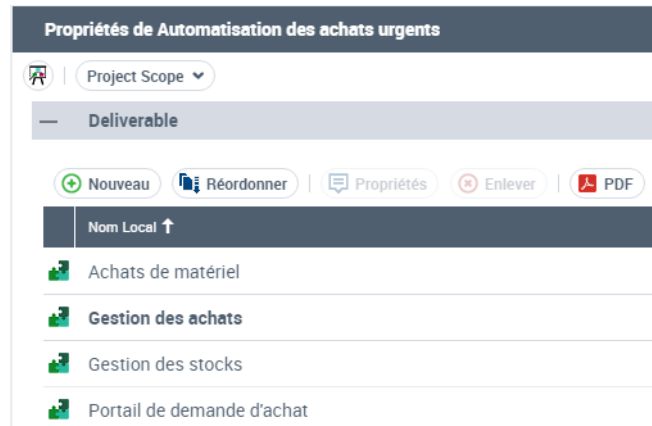 Propriétés de Automatisation des achats urgents
Project Scope
Deliverable
Nouveau Réordonner Propriétés Enlever PDF
Nom Local
Achats de matériel
Gestion des achats
Gestion des stocks
Portail de demande d'achat